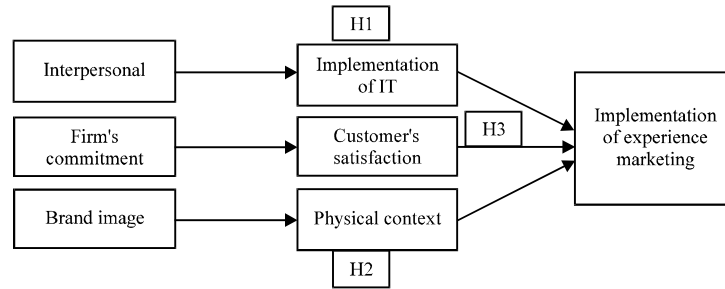 H1
Interpersonal
Implementation
of IT
Implementation
of experience
marketing
Firm's
commitment
Customer's
satisfaction
H3
Brand image
Physical context
H2